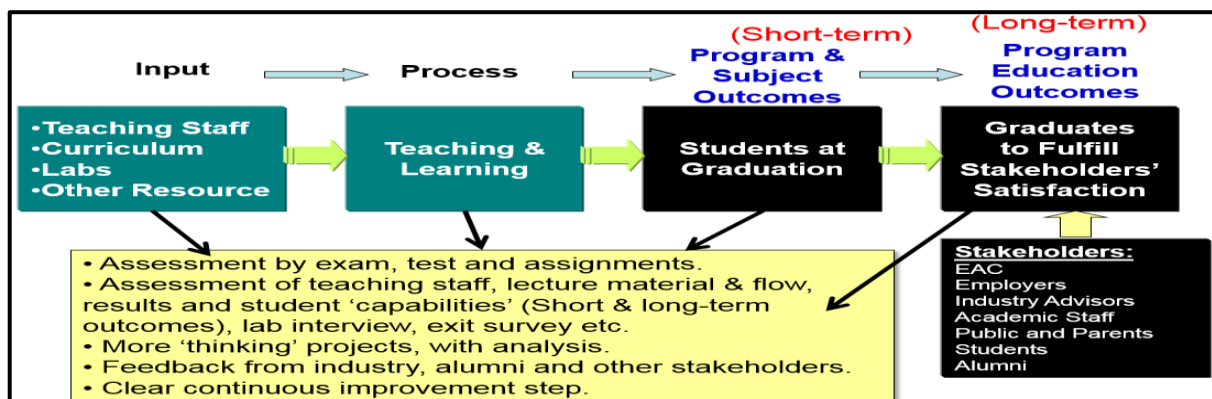 Input
Process
(Short-term)
Program &
Subject
Outcomes
(Long-term)
Program
Education
Outcomes
•Teaching Staff
•Curriculum
•Labs
•Other Resource
Teaching &
Learning
Students at
Graduation
Graduates
to Fulfill
Stakeholders'
Satisfaction
• Assessment by exam, test and assignments.
• Assessment of teaching staff, lecture material & flow,
results and student ‘capabilities’ (Short & long-term
outcomes), lab interview, exit survey etc.
• More ‘thinking’ projects, with analysis.
• Feedback from industry, alumni and other stakeholders.
• Clear continuous improvement step.
Stakeholders:
EAC
Employers
Industry Advisors
Academic Staff
Public and Parents
Students
Alumni